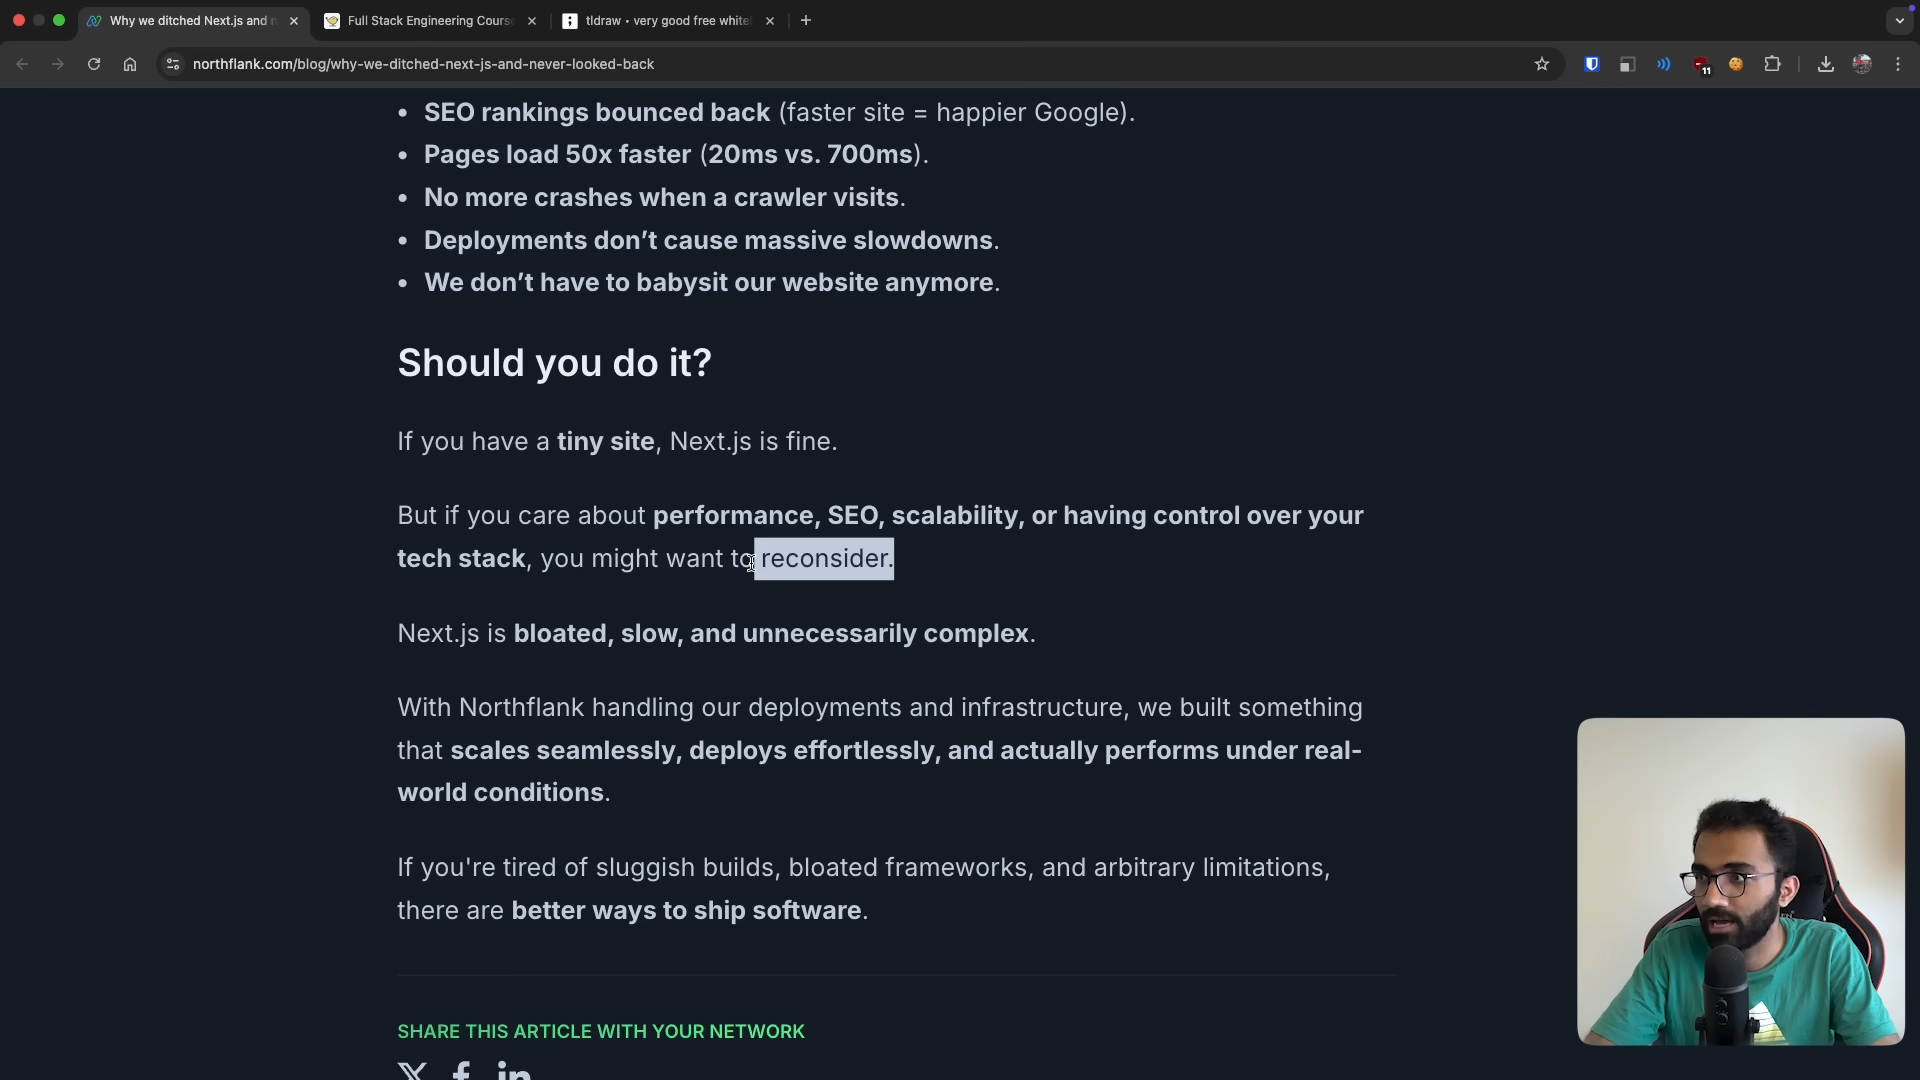 Why we ditched Next.js and n
Full Stack Engineering Course
tldraw • very good free white
northflank.com/blog/why-we-ditched-next-js-and-never-looked-back
11
• SEO rankings bounced back (faster site = happier Google).
• Pages load 50x faster (20ms vs. 700ms).
• No more crashes when a crawler visits.
• Deployments don’t cause massive slowdowns.
• We don’t have to babysit our website anymore.
Should you do it?
If you have a tiny site, Next.js is fine.
But if you care about performance, SEO, scalability, or having control over your
tech stack, you might want to reconsider.
Next.js is bloated, slow, and unnecessarily complex.
With Northflank handling our deployments and infrastructure, we built something
that scales seamlessly, deploys effortlessly, and actually performs under real-
world conditions.
If you're tired of sluggish builds, bloated frameworks, and arbitrary limitations,
there are better ways to ship software.
SHARE THIS ARTICLE WITH YOUR NETWORK